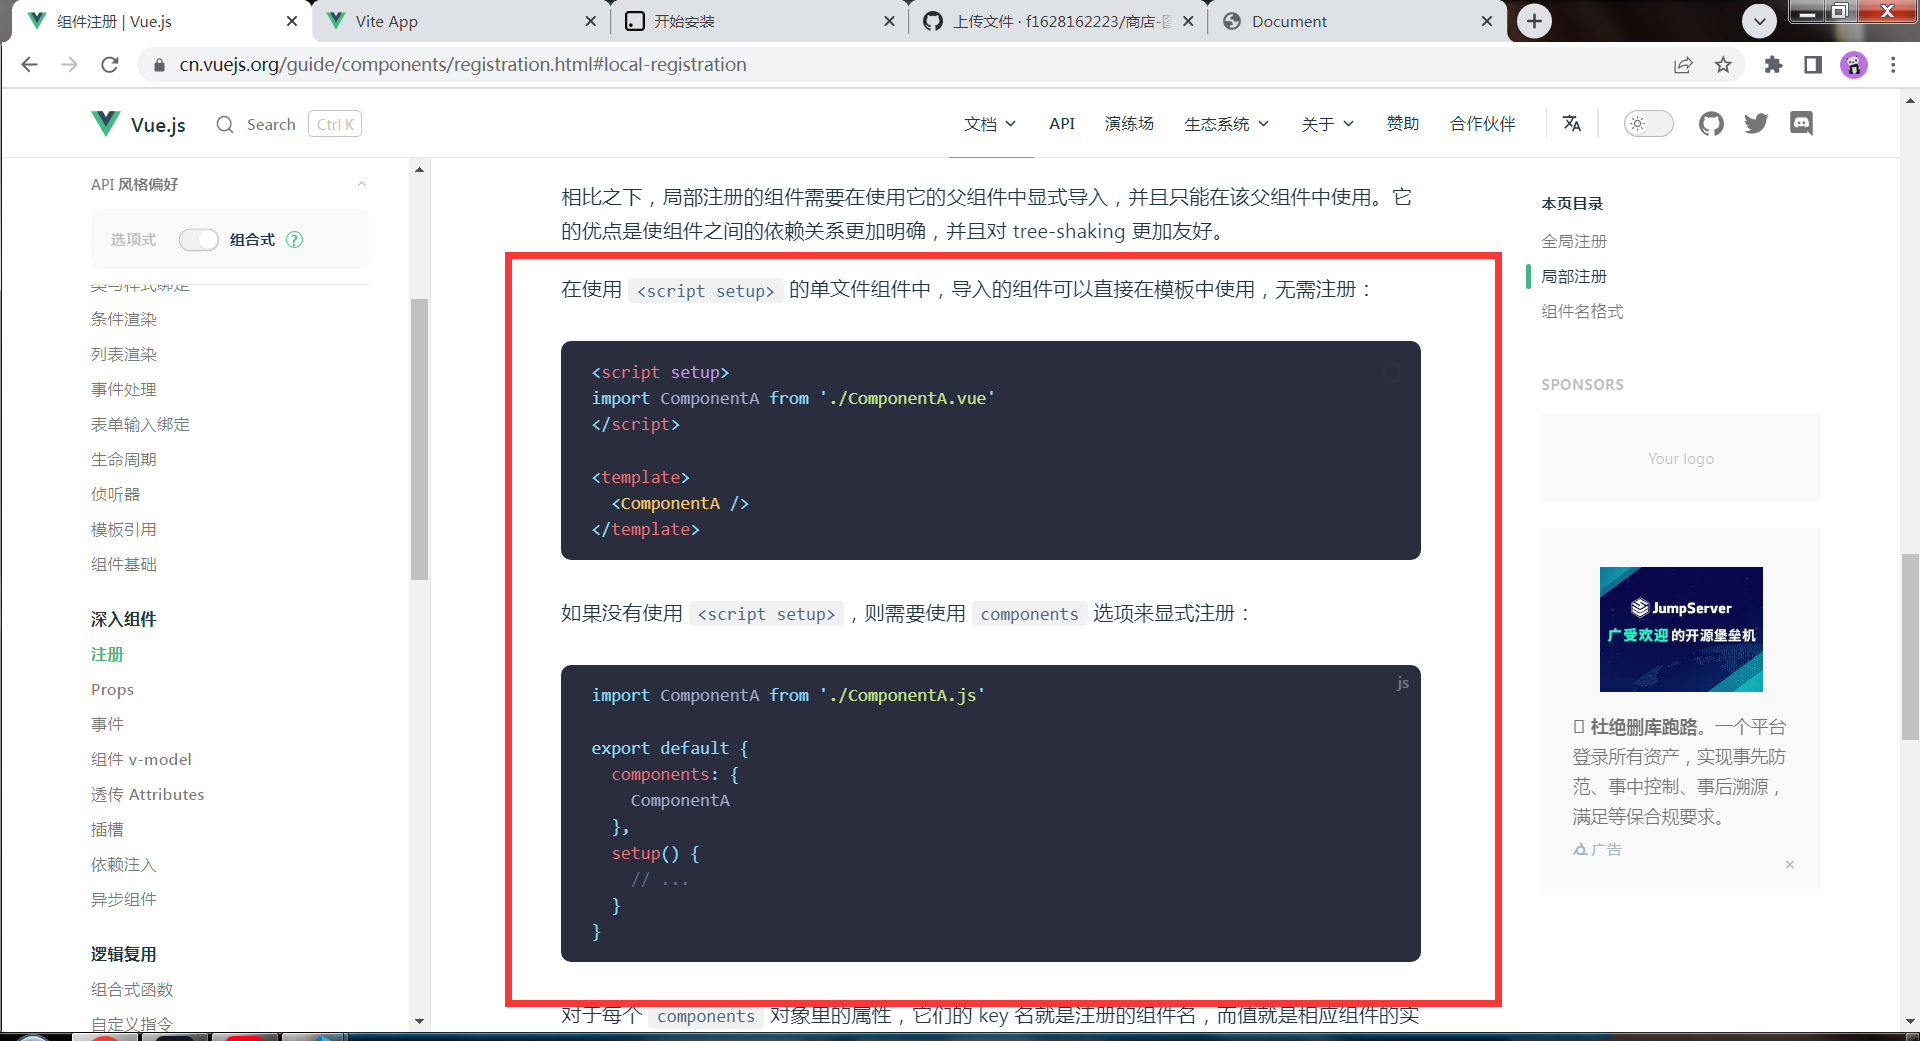 组件注册 | Vue.js
Vite App
开始安装
上传文件 · f1628162223/商店-
Document
cn.vuejs.org/guide/components/registration.html#local-registration
Vue.js
Search
Ctrl K
文档
API
演练场
生态系统
关于
赞助
合作伙伴
API 风格偏好
选项式
组合式
?
类与样式绑定
条件渲染
列表渲染
事件处理
表单输入绑定
生命周期
侦听器
模板引用
组件基础
深入组件
注册
Props
事件
组件 v-model
透传 Attributes
插槽
依赖注入
异步组件
逻辑复用
组合式函数
自定义指令
相比之下，局部注册的组件需要在使用它的父组件中显式导入，并且只能在该父组件中使用。它
的优点是使组件之间的依赖关系更加明确，并且对 tree-shaking 更加友好。
在使用 <script setup> 的单文件组件中，导入的组件可以直接在模板中使用，无需注册：
<script setup>
import ComponentA from './ComponentA.vue'
</script>
<template>
<ComponentA />
</template>
如果没有使用 <script setup> ，则需要使用 components 选项来显式注册：
js
import ComponentA from './ComponentA.js'
export default {
components: {
ComponentA
},
setup() {
// ...
}
}
对于每个 components 对象里的属性，它们的 key 名就是注册的组件名，而值就是相应组件的实
本页目录
全局注册
局部注册
组件名格式
SPONSORS
Your logo
JumpServer
广受欢迎的开源堡垒机
杜绝删库跑路。一个平台
登录所有资产，实现事先防
范、事中控制、事后溯源，
满足等保合规要求。
广告